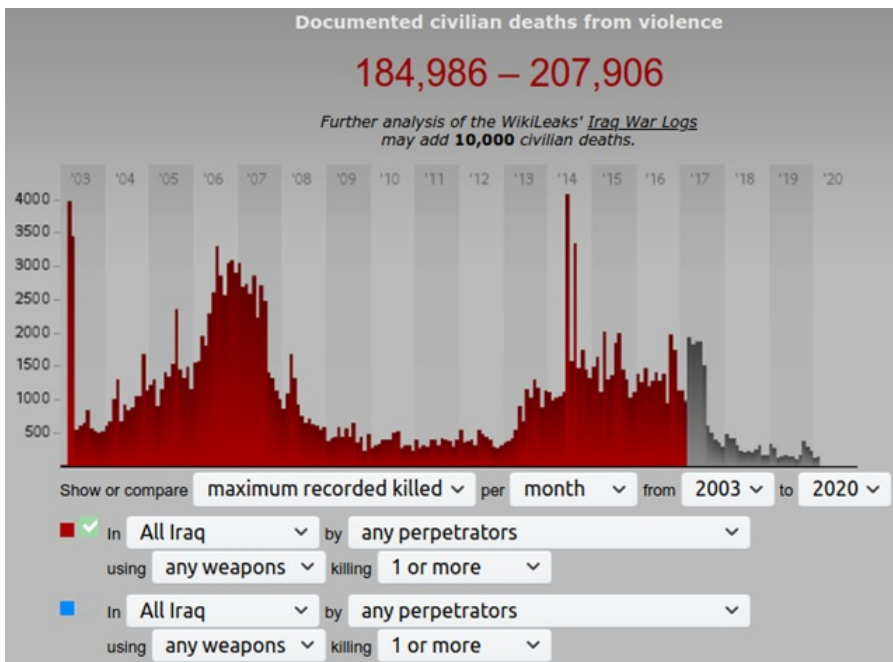 Documented civilian deaths from violence
184,986 – 207,906
Further analysis of the WikiLeaks' Iraq War Logs
may add 10,000 civilian deaths.
'03 '04 '05 '06 '07 '08 '09 '10 '11 '12 '13 '14 '15 '16 '17 '18 '19 '20
4000
3500
3000
2500
2000
1500
1000
500
Show or compare maximum recorded killed per month from 2003 to 2020
In All Iraq by any perpetrators
using any weapons killing 1 or more
In All Iraq by any perpetrators
using any weapons killing 1 or more